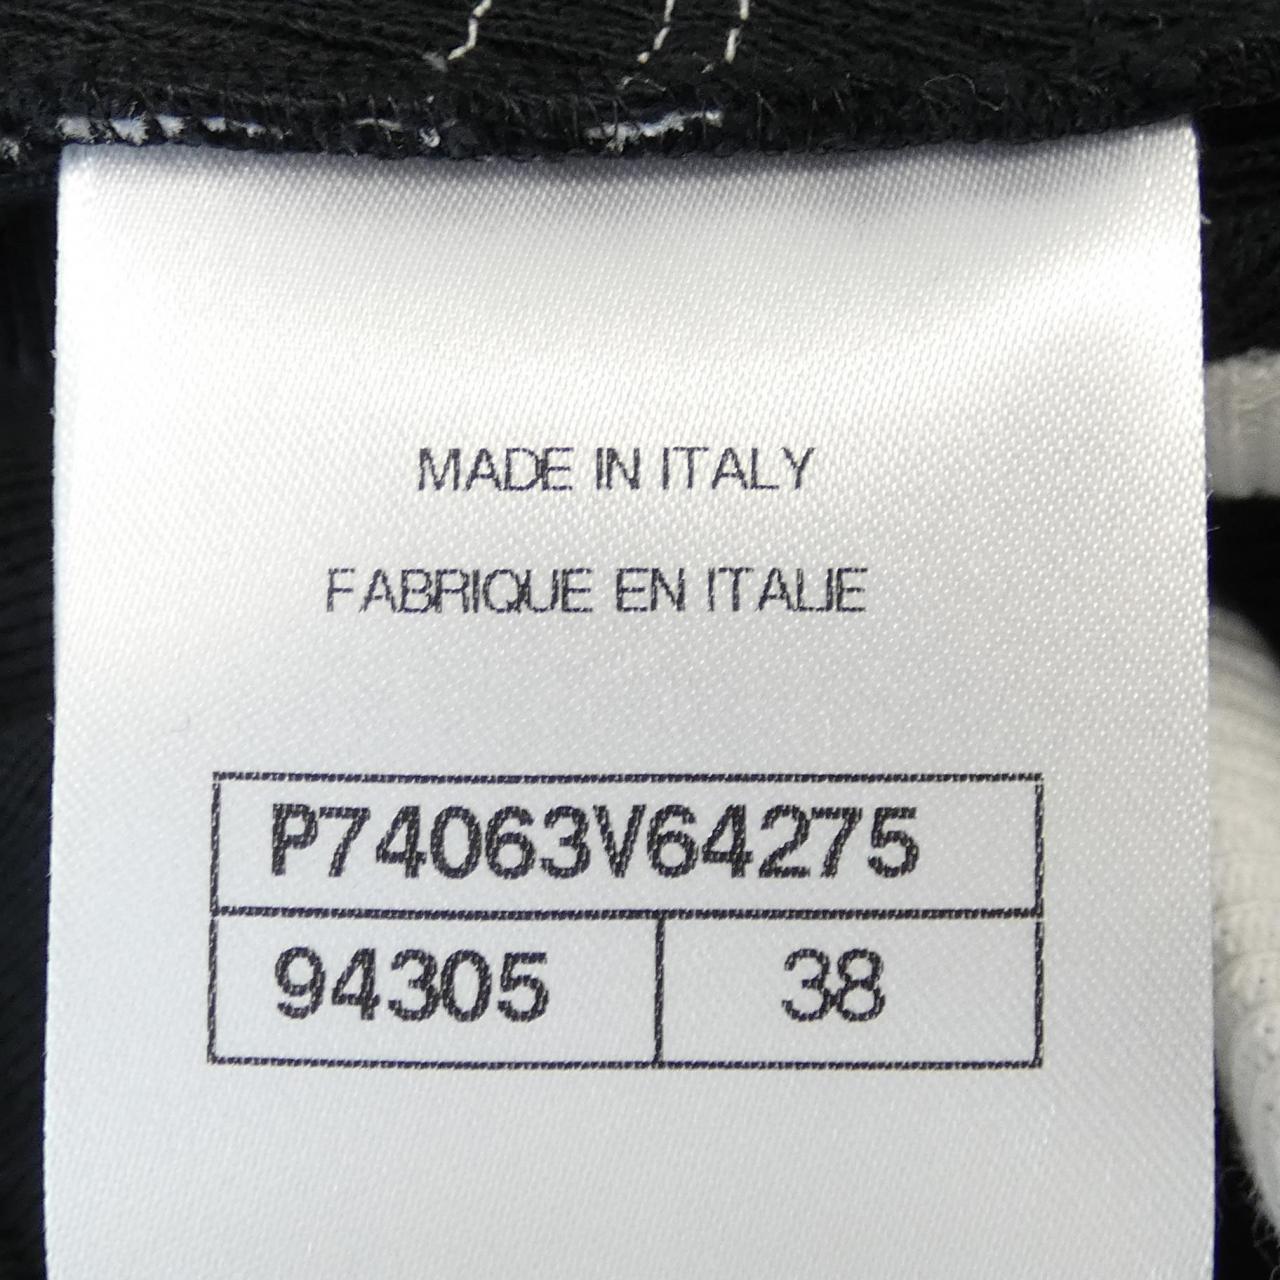 MADE IN ITALY
FABRIQUE EN ITALIE
P74063V64275
94305 38